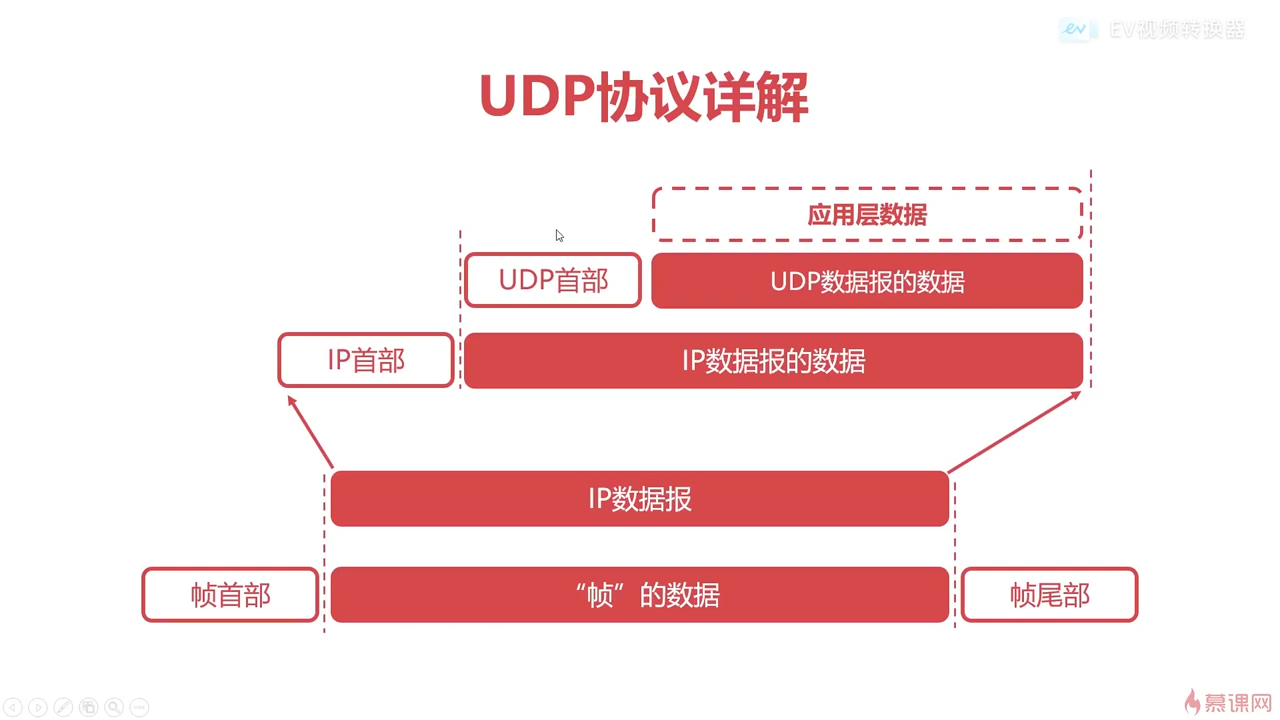 ev EV视频转换器
UDP协议详解
应用层数据
UDP首部 UDP数据报的数据
IP首部 IP数据报的数据
IP数据报
帧首部 “帧”的数据 帧尾部
慕课网